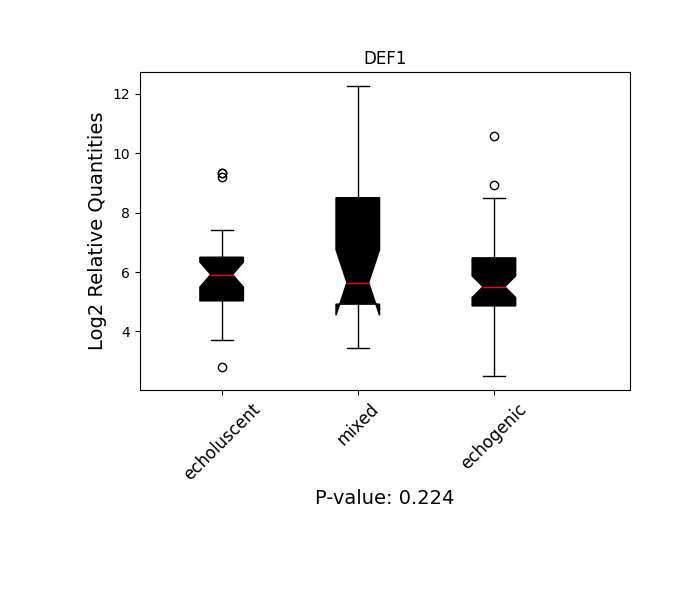 DEF1
Log2 Relative Quantities
12
10
8
6
4
echoluscent
mixed
echogenic
P-value: 0.224